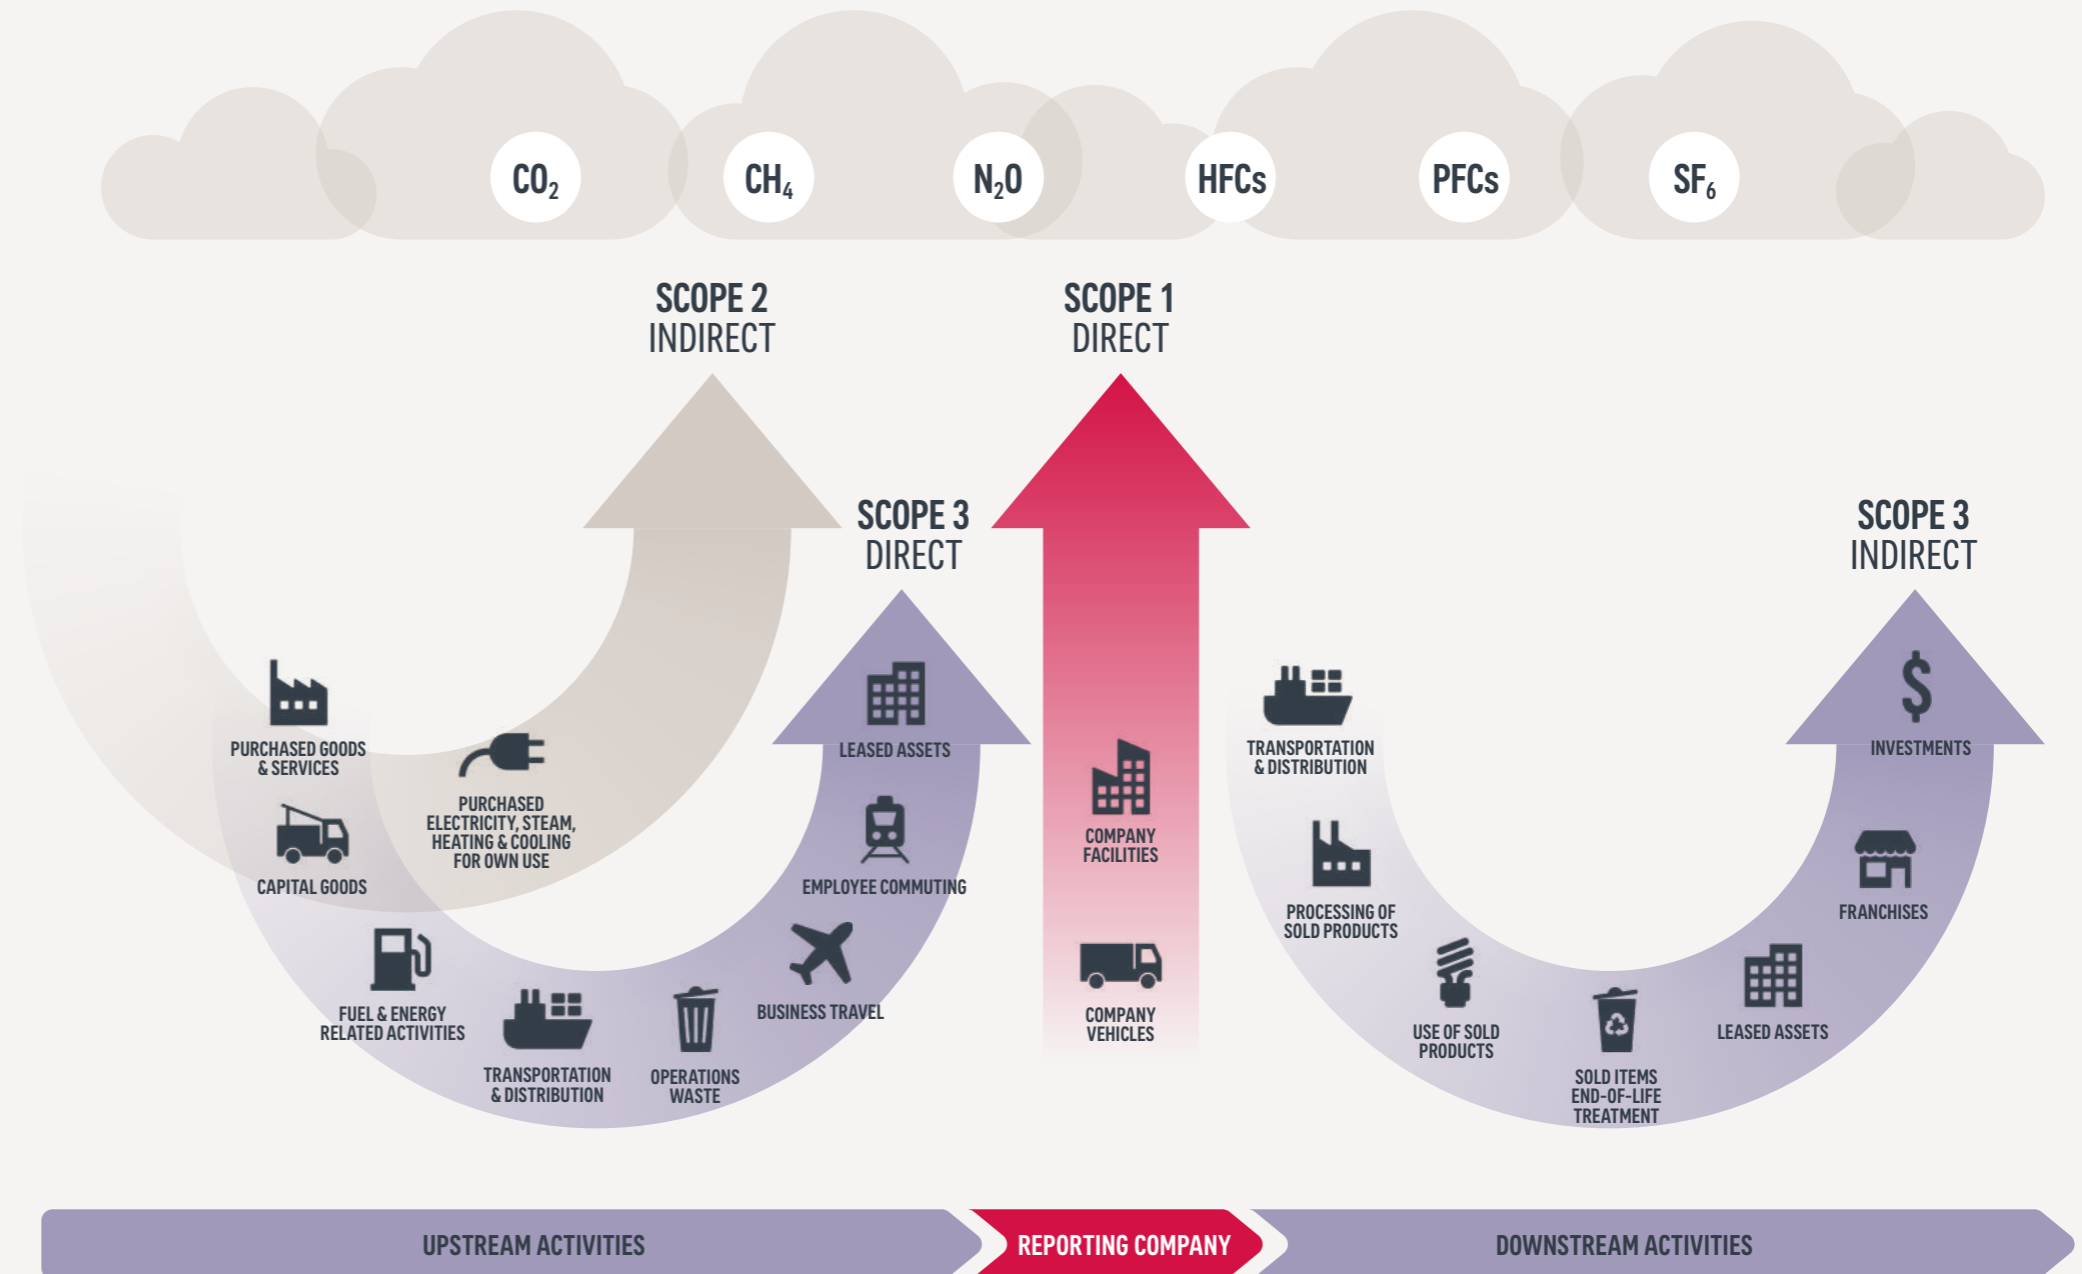 CO₂
CH₄
N₂O
HFCs
PFCs
SF₆
SCOPE 2
INDIRECT
SCOPE 1
DIRECT
SCOPE 3
DIRECT
SCOPE 3
INDIRECT
PURCHASED GOODS
& SERVICES
CAPITAL GOODS
PURCHASED
ELECTRICITY, STEAM,
HEATING & COOLING
FOR OWN USE
FUEL & ENERGY
RELATED ACTIVITIES
TRANSPORTATION
& DISTRIBUTION
OPERATIONS
WASTE
BUSINESS TRAVEL
EMPLOYEE COMMUTING
LEASED ASSETS
COMPANY
FACILITIES
COMPANY
VEHICLES
TRANSPORTATION
& DISTRIBUTION
PROCESSING OF
SOLD PRODUCTS
USE OF SOLD
PRODUCTS
SOLD ITEMS
END-OF-LIFE
TREATMENT
LEASED ASSETS
FRANCHISES
$
INVESTMENTS
UPSTREAM ACTIVITIES
REPORTING COMPANY
DOWNSTREAM ACTIVITIES